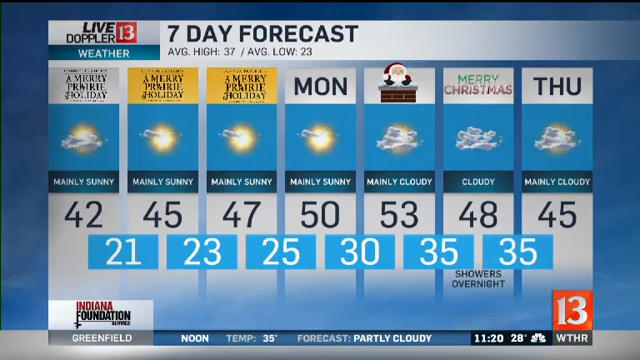 LIVE
DOPPLER 13
WEATHER
7 DAY FORECAST
AVG. HIGH: 37 / AVG. LOW: 23
A MERRY
PRAIRIE
HOLIDAY
A MERRY
PRAIRIE
HOLIDAY
A MERRY
PRAIRIE
HOLIDAY
MON
MERRY
CHRISTMAS
THU
MAINLY SUNNY
MAINLY SUNNY
MAINLY SUNNY
MAINLY SUNNY
MAINLY CLOUDY
CLOUDY
MAINLY CLOUDY
42 45 47 50 53 48 45
21 23 25 30 35 35
SHOWERS
OVERNIGHT
INDIANA
FOUNDATION
SERVICE
13
GREENFIELD NOON TEMP: 35° FORECAST: PARTLY CLOUDY 11:20 28° WTHR